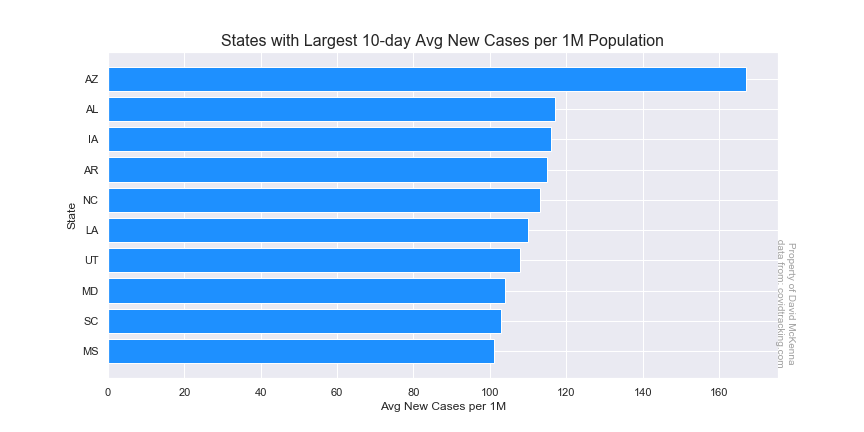 States with Largest 10-day Avg New Cases per 1M Population
AZ
AL
IA
AR
NC
LA
UT
MD
SC
MS
State
0 20 40 60 80 100 120 140 160
Avg New Cases per 1M
Property of David McKenna
data from: covidtracking.com